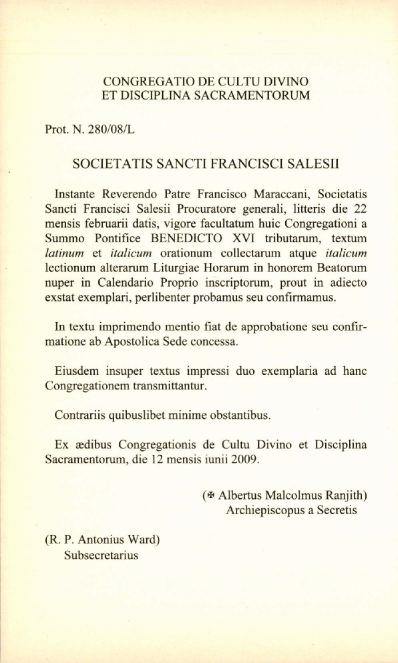 CONGREGATIO DE CULTU DIVINO
ET DISCIPLINA SACRAMENTORUM
Prot. N. 280/08/L
SOCIETATIS SANCTI FRANCISCI SALESII
Instante Reverendo Patre Francisco Maraccani, Societatis
Sancti Francisci Salesii Procuratore generali, litteris die 22
mensis februarii datis, vigore facultatum huic Congregationi a
Summo Pontifice BENEDICTO XVI tributarum, textum
latinum et italicum orationum collectarum atque italicum
lectionum alterarum Liturgiae Horarum in honorem Beatorum
nuper in Calendario Proprio inscriptorum, prout in adiecto
exstat exemplari, perlibenter probamus seu confirmamus.
In textu imprimendo mentio fiat de approbatione seu confir-
matione ab Apostolica Sede concessa.
Eiusdem insuper textus impressi duo exemplaria ad hanc
Congregationem transmittantur.
Contrariis quibuslibet minime obstantibus.
Ex ædibus Congregationis de Cultu Divino et Disciplina
Sacramentorum, die 12 mensis iunii 2009.
(✠ Albertus Malcolmus Ranjith)
Archiepiscopus a Secretis
(R. P. Antonius Ward)
Subsecretarius